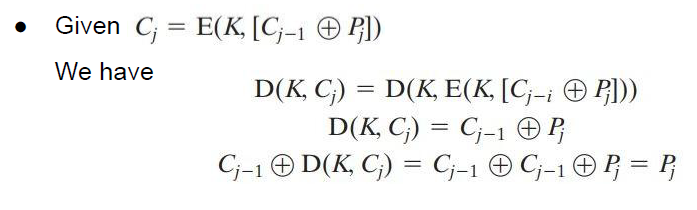 ● Given C_j = E(K, [C_{j−1} ⊕ P_j])
We have
D(K, C_j) = D(K, E(K, [C_{j−i} ⊕ P_j]))
D(K, C_j) = C_{j−1} ⊕ P_j
C_{j−1} ⊕ D(K, C_j) = C_{j−1} ⊕ C_{j−1} ⊕ P_j = P_j